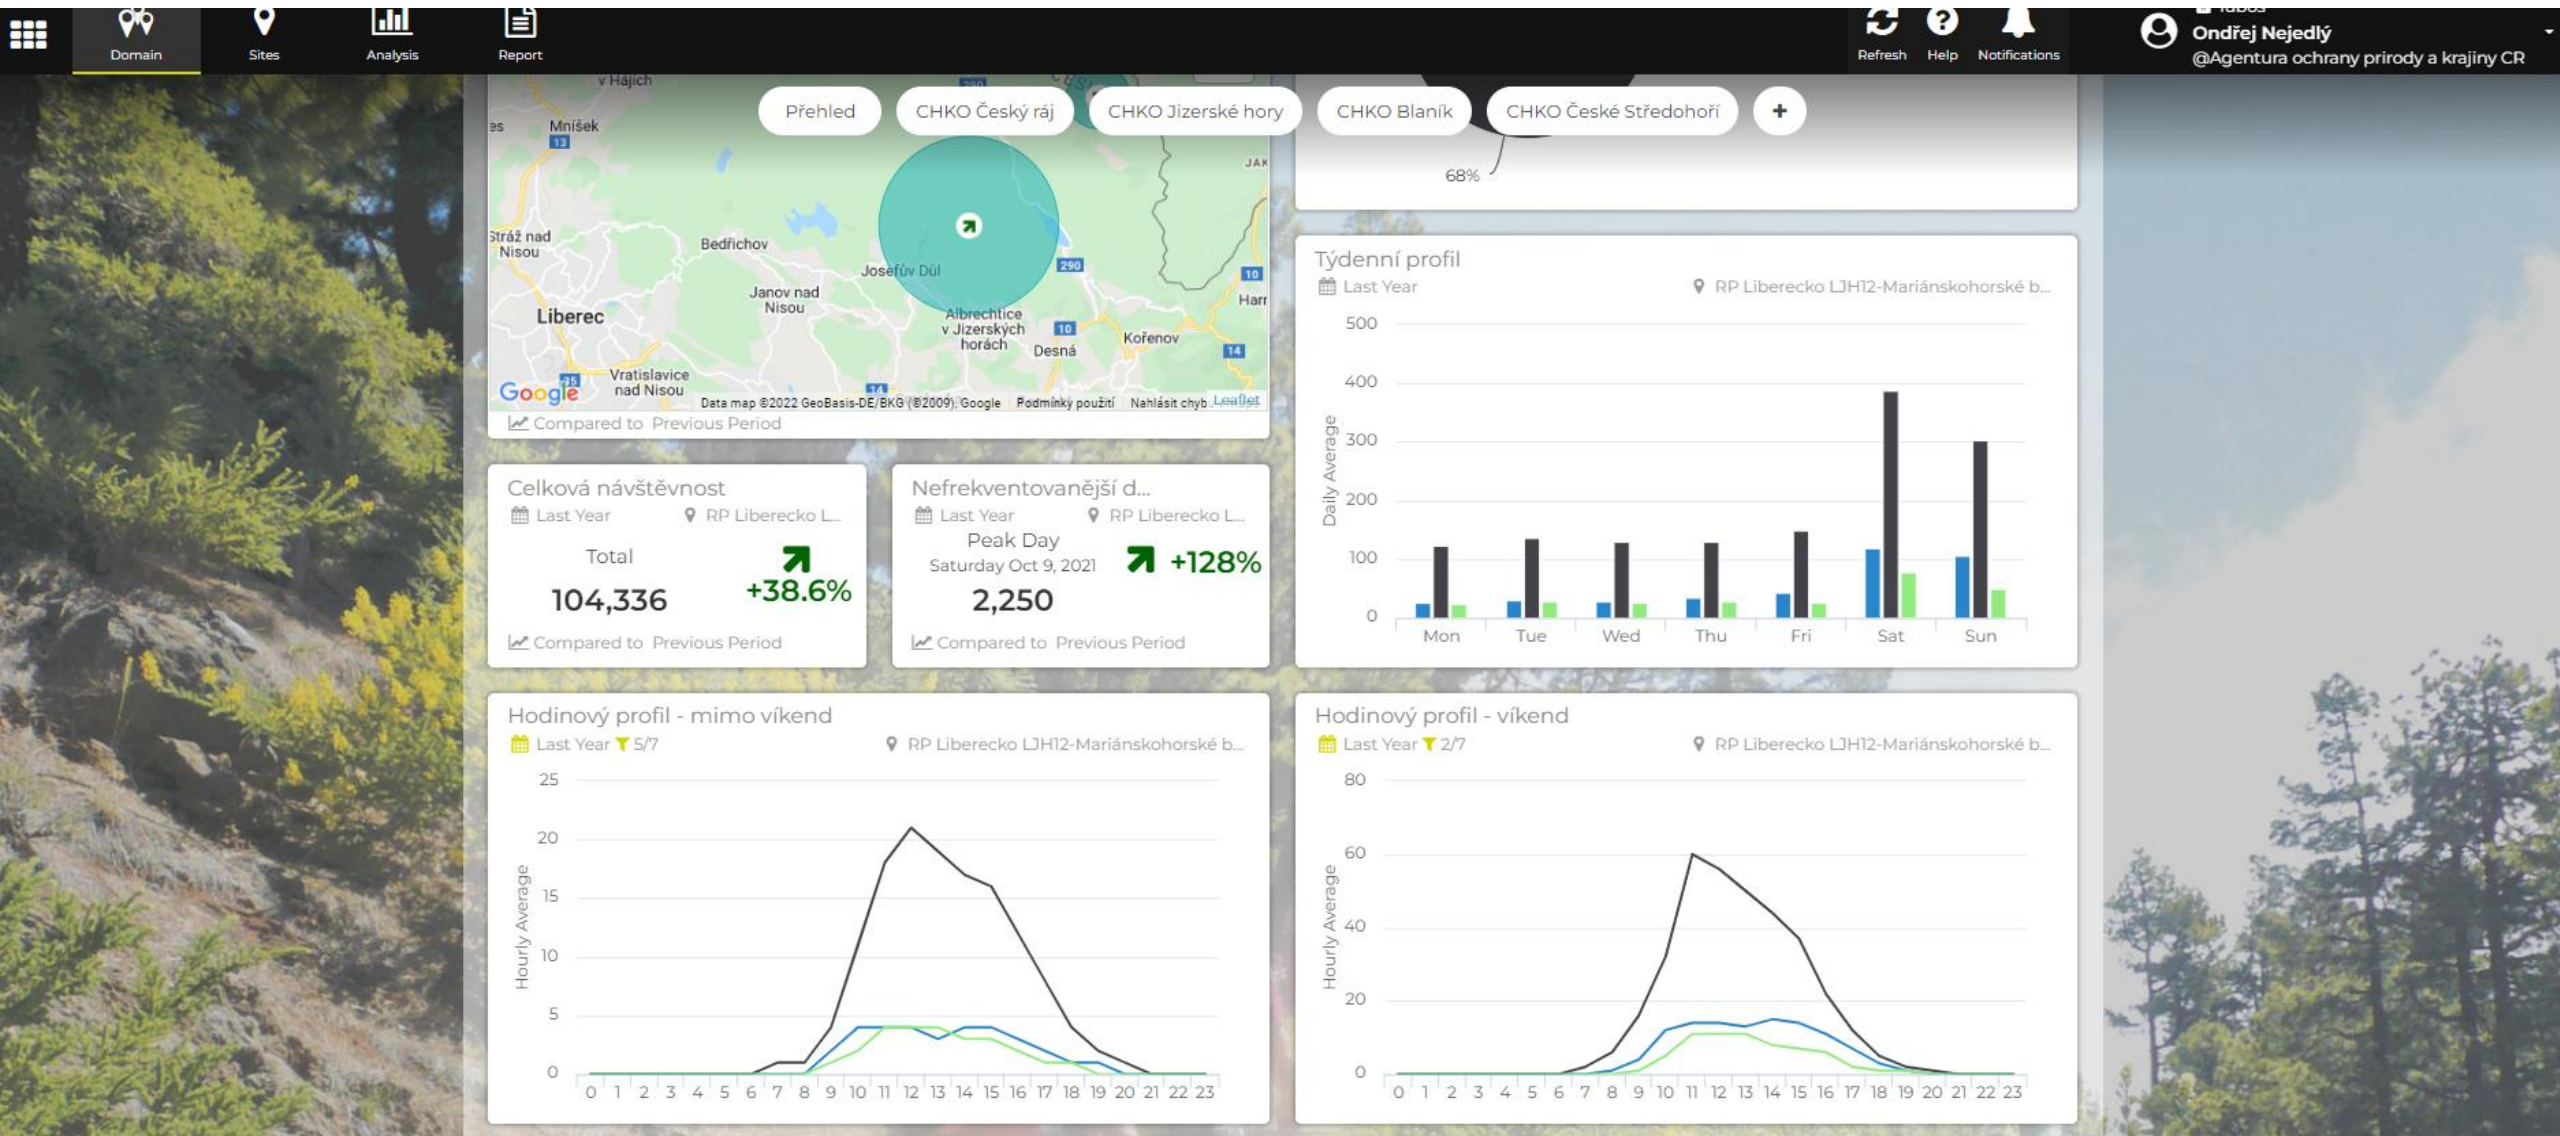 Domain
Sites
Analysis
Report
Refresh
Help
Notifications
Ondřej Nejedlý
@Agentura ochrany prirody a krajiny CR
Přehled
CHKO Český ráj
CHKO Jizerské hory
CHKO Blaník
CHKO České Středohoří
+
v Hájích
Mníšek
13
JAK
Stráž nad
Nisou
Bedřichov
Josefův Důl
290
10
Janov nad
Nisou
Harr
Liberec
Albrechtice
v Jizerských
horách
10
Kořenov
Desná
14
Vratislavice
nad Nisou
35
14
Google
Data map ©2022 GeoBasis-DE/BKG (©2009), Google
Podmínky použití
Nahlásit chyb
Leaflet
Compared to Previous Period
68%
Týdenní profil
Last Year
RP Liberecko LJH12-Mariánskohorské b...
500
400
300
200
100
0
Daily Average
Mon Tue Wed Thu Fri Sat Sun
Celková návštěvnost
Last Year
RP Liberecko L...
Total
104,336
+38.6%
Compared to Previous Period
Nefrekventovanější d...
Last Year
RP Liberecko L...
Peak Day
Saturday Oct 9, 2021
+128%
2,250
Compared to Previous Period
Hodinový profil - mimo víkend
Last Year 5/7
RP Liberecko LJH12-Mariánskohorské b...
25
20
15
10
5
0
Hourly Average
0 1 2 3 4 5 6 7 8 9 10 11 12 13 14 15 16 17 18 19 20 21 22 23
Hodinový profil - víkend
Last Year 2/7
RP Liberecko LJH12-Mariánskohorské b...
80
60
40
20
0
Hourly Average
0 1 2 3 4 5 6 7 8 9 10 11 12 13 14 15 16 17 18 19 20 21 22 23